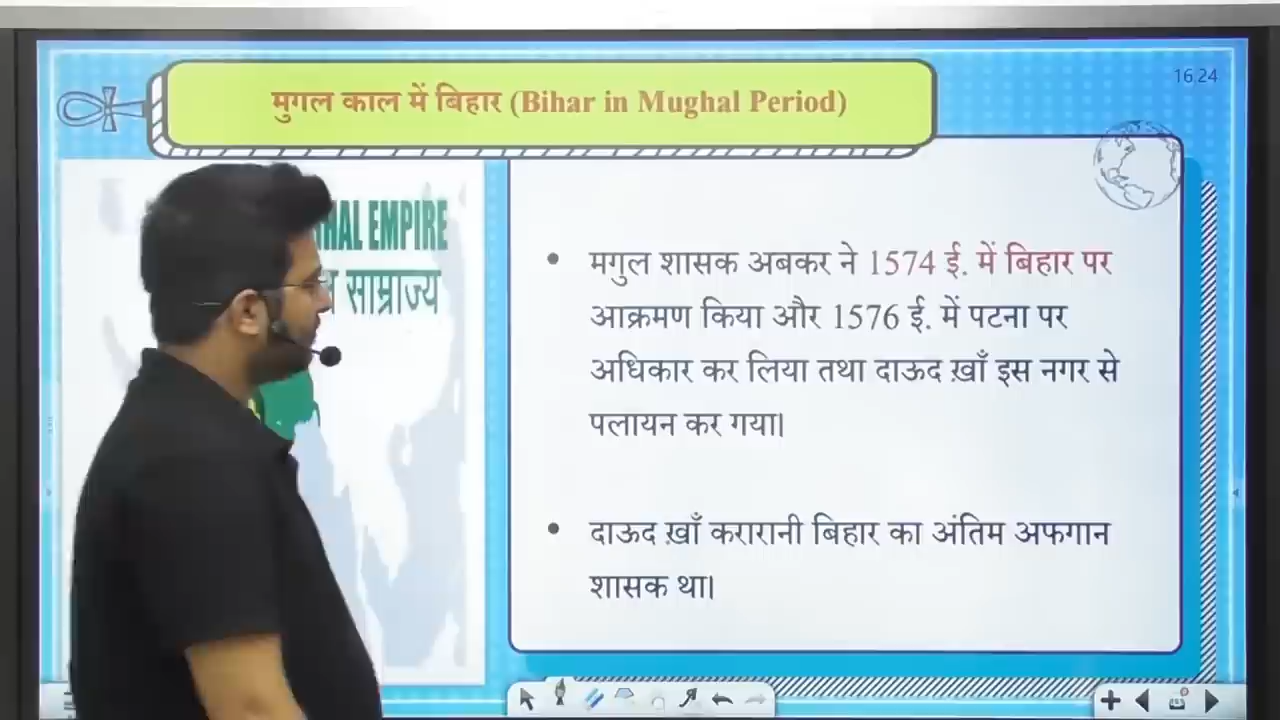 16.24
मुगल काल में बिहार (Bihar in Mughal Period)
HAL EMPIRE
साम्राज्य
• मगुल शासक अबकर ने 1574 ई. में बिहार पर
आक्रमण किया और 1576 ई. में पटना पर
अधिकार कर लिया तथा दाऊद ख़ाँ इस नगर से
पलायन कर गया।
• दाऊद ख़ाँ करारानी बिहार का अंतिम अफगान
शासक था।